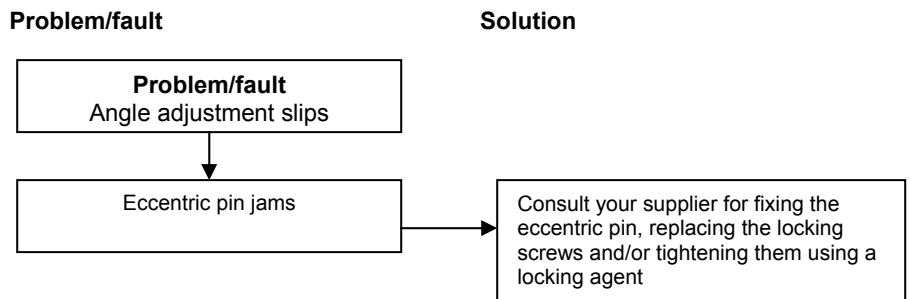 Problem/fault
Solution
Problem/fault
Angle adjustment slips
Eccentric pin jams
Consult your supplier for fixing the
eccentric pin, replacing the locking
screws and/or tightening them using a
locking agent